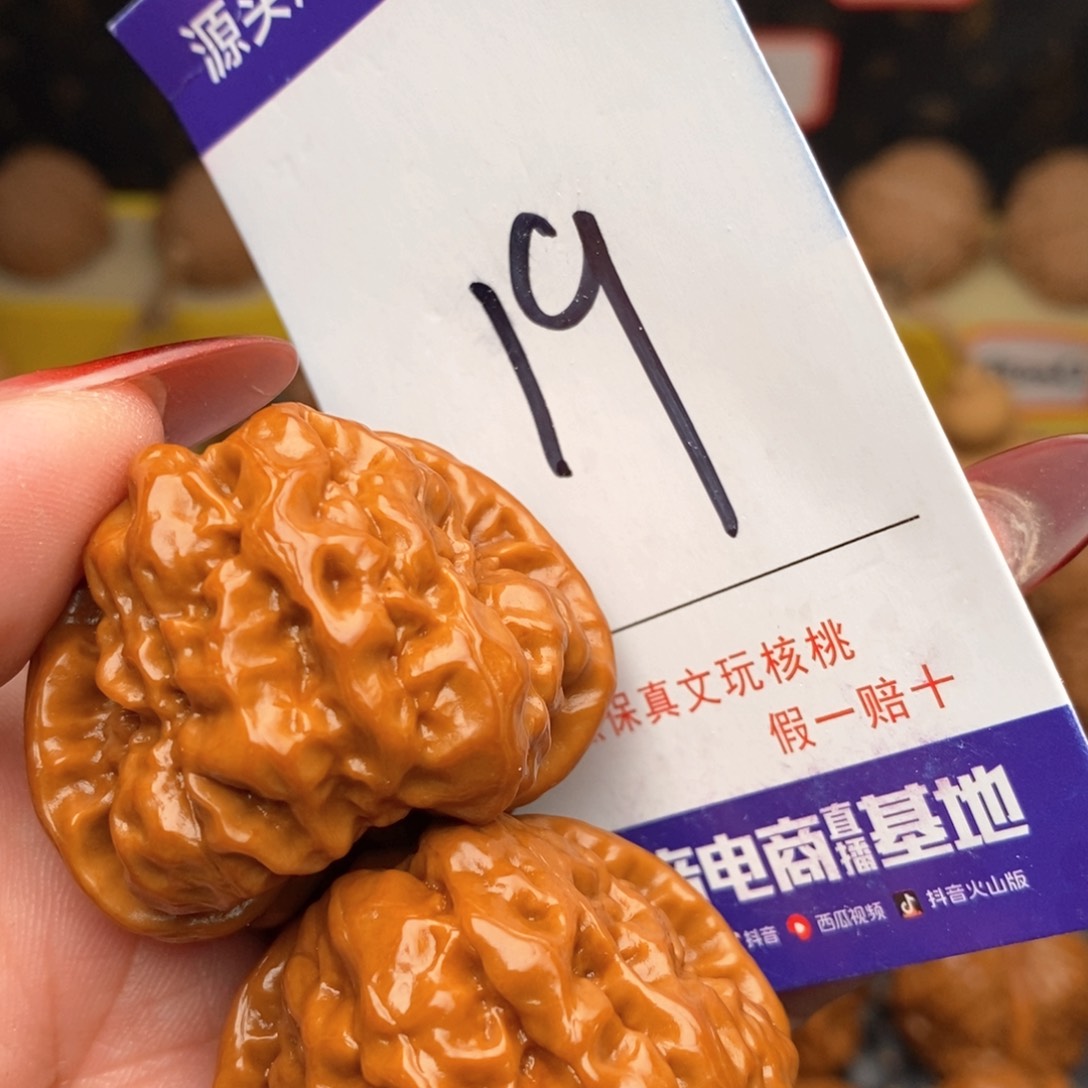 源头
19
保真文玩核桃
假一赔十
电商直播基地
抖音 西瓜视频 抖音火山版